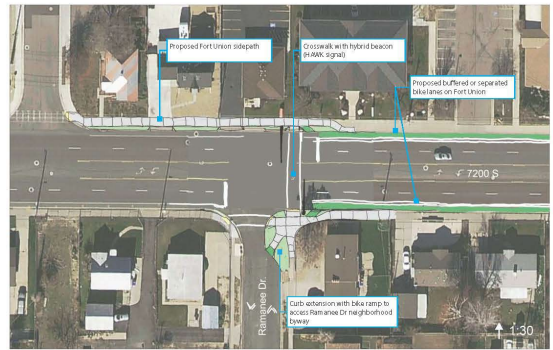 Proposed Fort Union sidepath
Crosswalk with hybrid beacon
(HAWK signal)
Proposed buffered or separated
bike lanes on Fort Union
7200 S
Curb extension with bike ramp to
access Ramanee Dr neighborhood
byway
Ramanee Dr
1:30